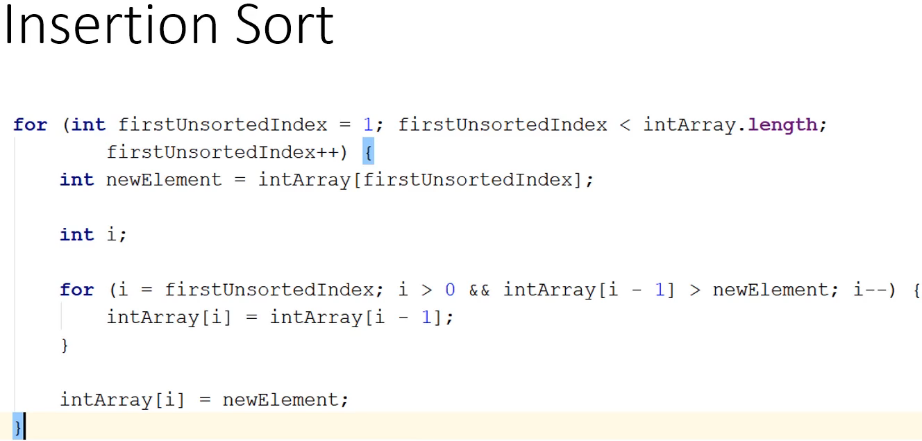 Insertion Sort
for (int firstUnsortedIndex = 1; firstUnsortedIndex < intArray.length;
        firstUnsortedIndex++) {
    int newElement = intArray[firstUnsortedIndex];
    int i;
    for (i = firstUnsortedIndex; i > 0 && intArray[i - 1] > newElement; i--) {
        intArray[i] = intArray[i - 1];
    }
    intArray[i] = newElement;
}